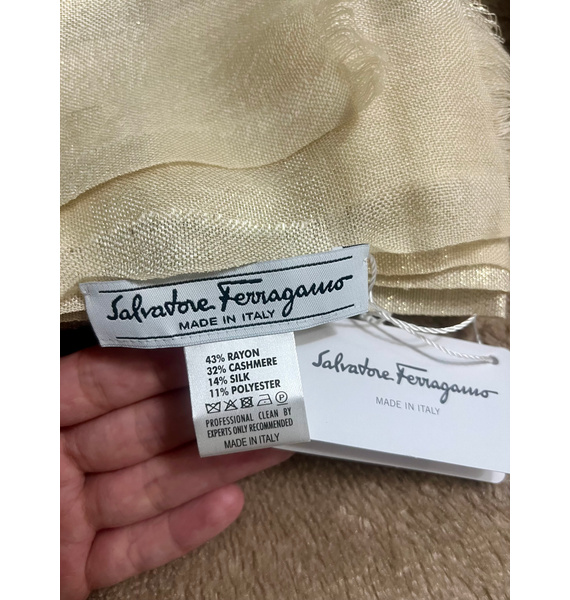 Salvatore Ferragamo
MADE IN ITALY
43% RAYON
32% CASHMERE
14% SILK
11% POLYESTER
P
PROFESSIONAL CLEAN BY
EXPERTS ONLY RECOMMENDED
MADE IN ITALY
Salvatore Ferragamo
MADE IN ITALY